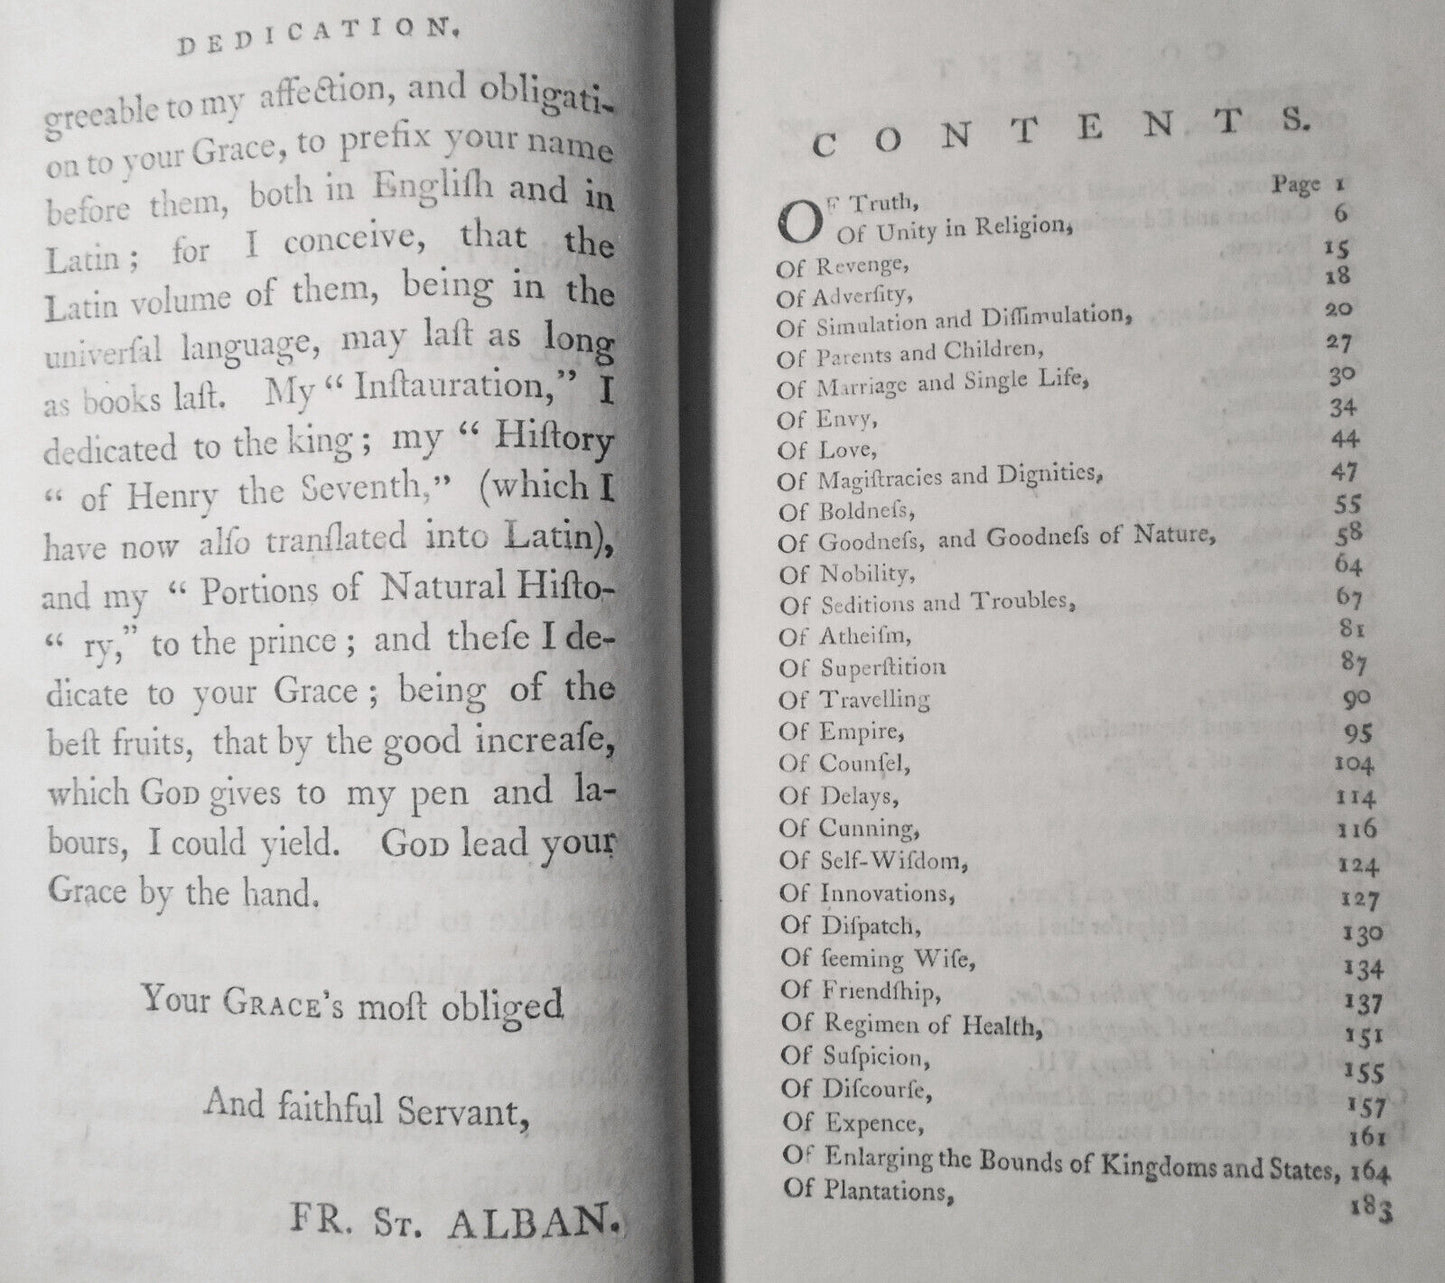 DEDICATION.
greeable to my affection, and obligati-
on to your Grace, to prefix your name
before them, both in Engliſh and in
Latin; for I conceive, that the
Latin volume of them, being in the
univerſal language, may laſt as long
as books laſt. My “ Inſtauration,” I
dedicated to the king; my “ Hiſtory
“ of Henry the Seventh,” (which I
have now alſo tranſlated into Latin),
and my “ Portions of Natural Hiſto-
“ ry,” to the prince; and theſe I de-
dicate to your Grace; being of the
beſt fruits, that by the good increaſe,
which GOD gives to my pen and la-
bours, I could yield. GOD lead your
Grace by the hand.
Your GRACE's moſt obliged
And faithful Servant,
FR. ST. ALBAN.
CONTENTS.
OF Truth, Page 1
Of Unity in Religion, 6
Of Revenge, 15
Of Adverſity, 18
Of Simulation and Diſſimulation, 20
Of Parents and Children, 27
Of Marriage and Single Life, 30
Of Envy, 34
Of Love, 44
Of Magiſtracies and Dignities, 47
Of Boldneſs, 55
Of Goodneſs, and Goodneſs of Nature, 58
Of Nobility, 64
Of Seditions and Troubles, 67
Of Atheiſm, 81
Of Superſtition 87
Of Travelling 90
Of Empire, 95
Of Counſel, 104
Of Delays, 114
Of Cunning, 116
Of Self-Wiſdom, 124
Of Innovations, 127
Of Diſpatch, 130
Of ſeeming Wiſe, 134
Of Friendſhip, 137
Of Regimen of Health, 151
Of Suſpicion, 155
Of Diſcourſe, 157
Of Expence, 161
Of Enlarging the Bounds of Kingdoms and States, 164
Of Plantations, 183